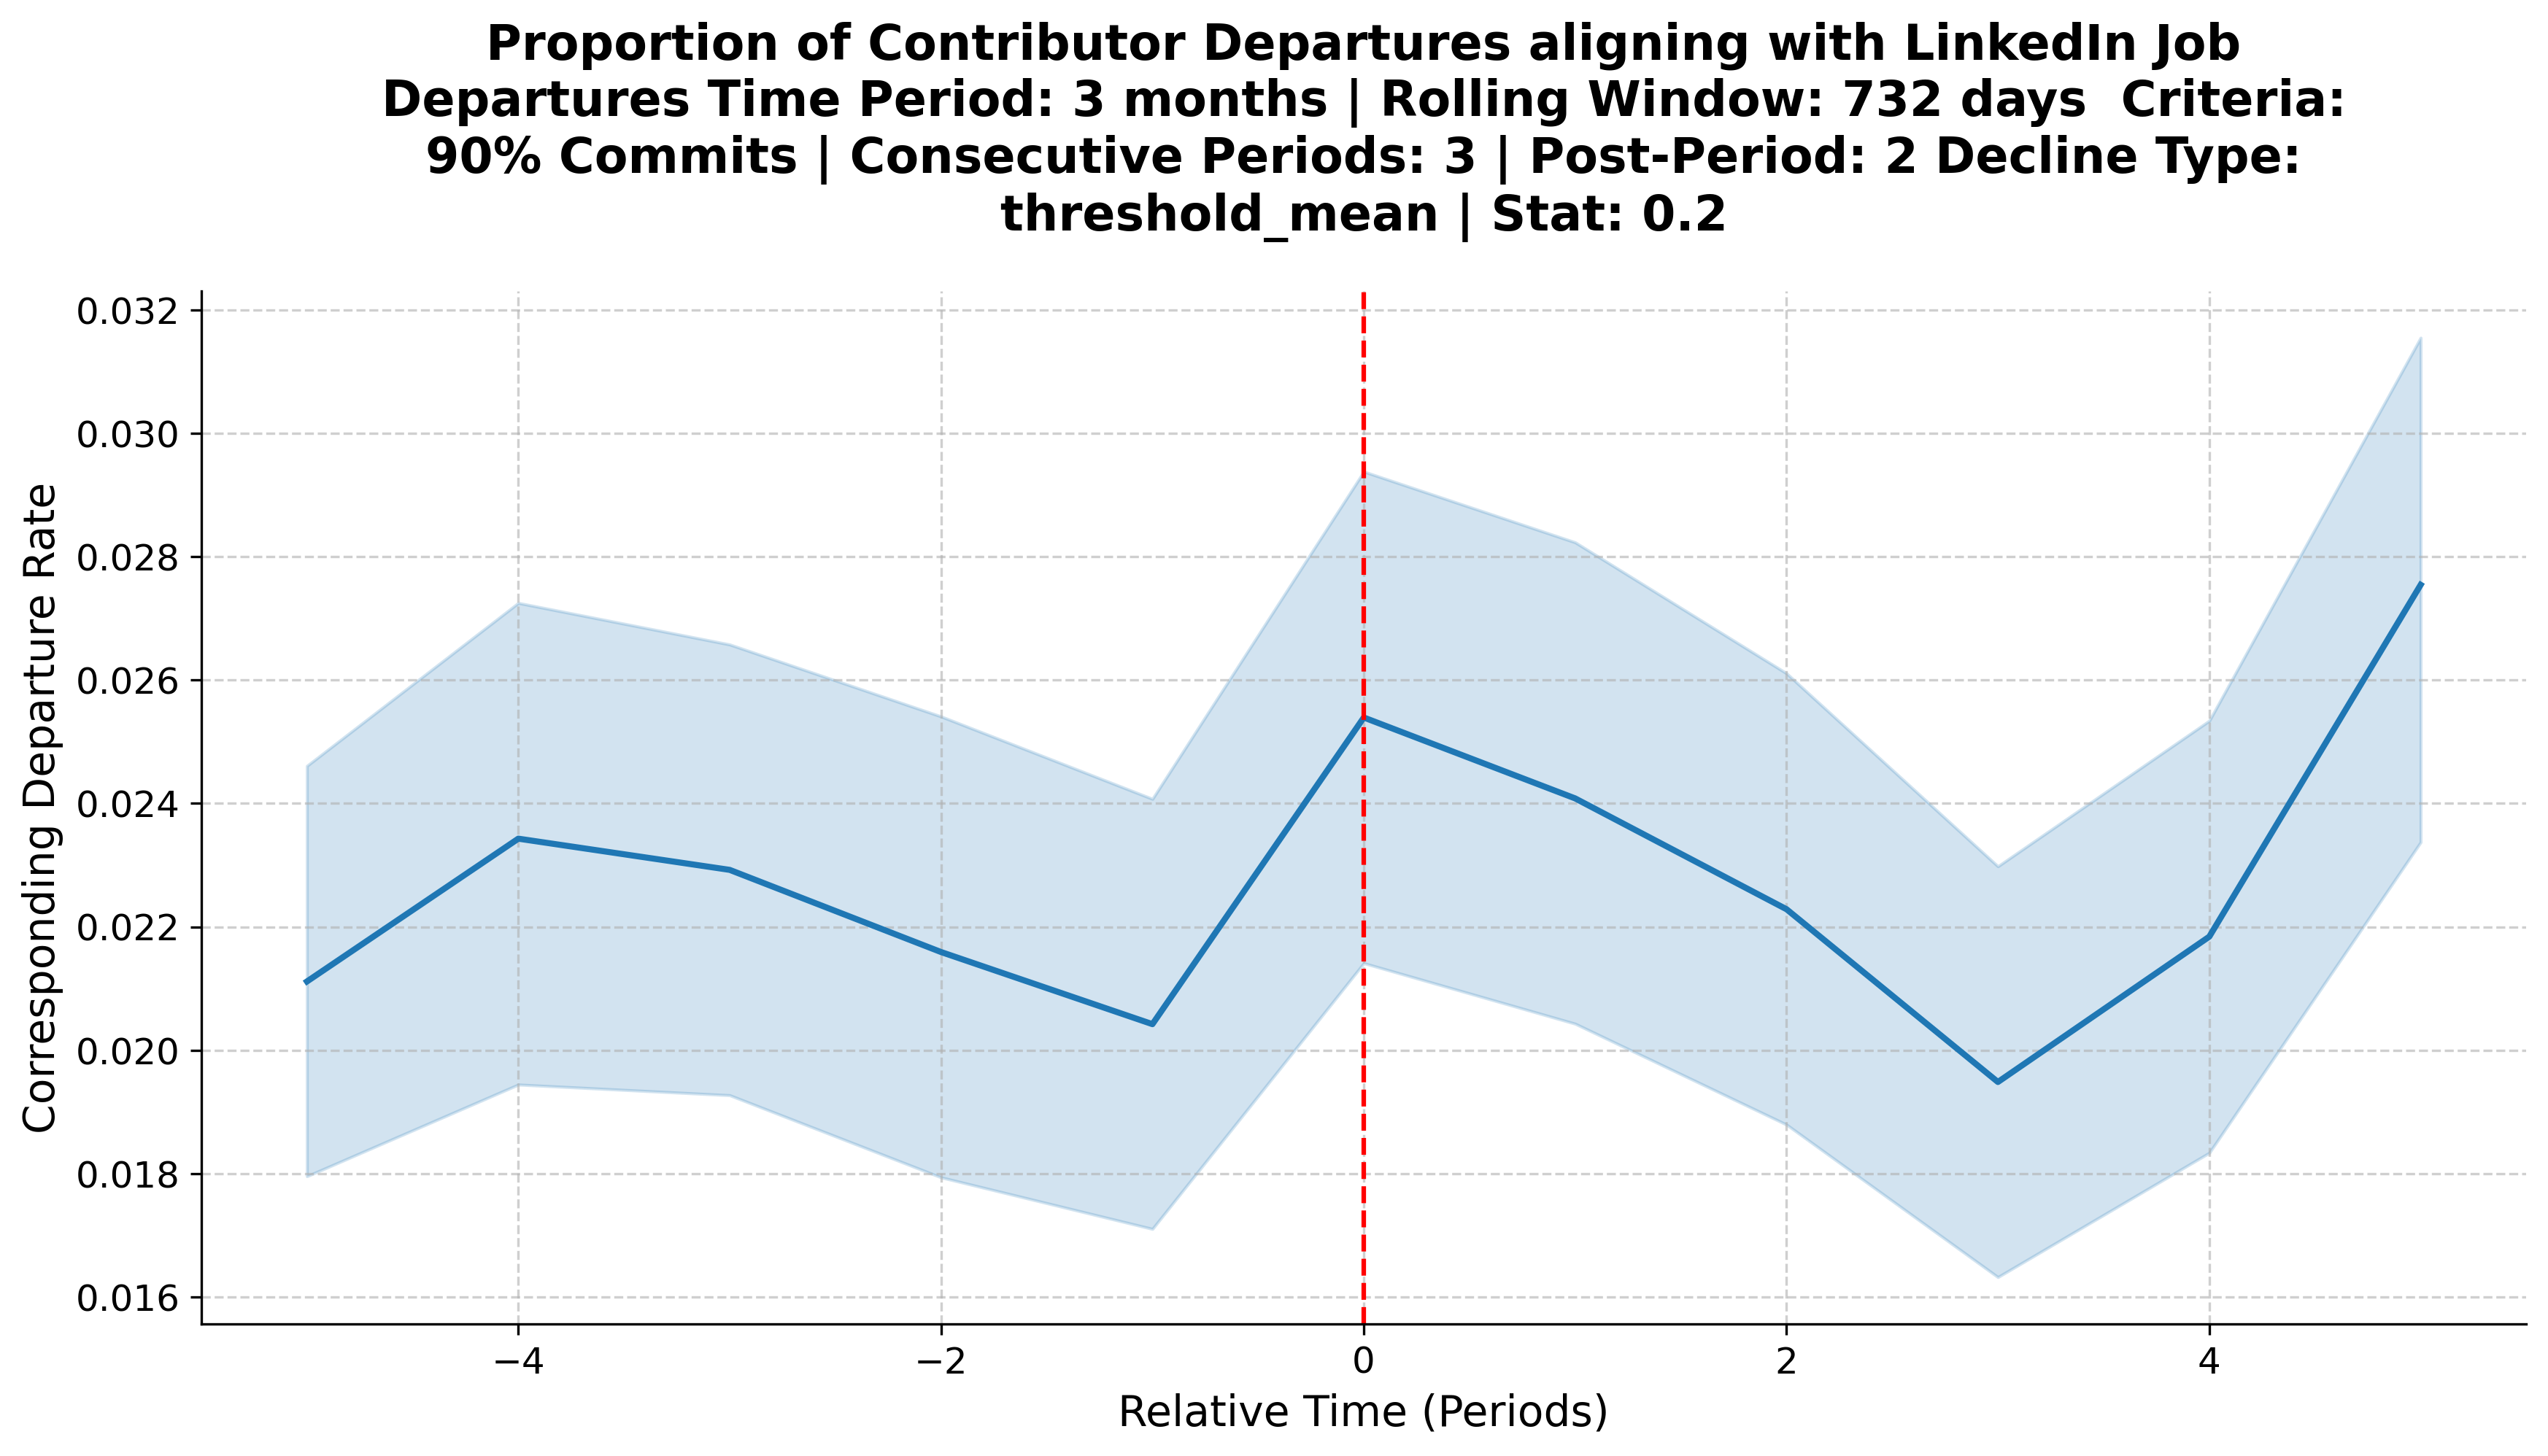 Proportion of Contributor Departures aligning with LinkedIn Job
Departures Time Period: 3 months | Rolling Window: 732 days  Criteria:
90% Commits | Consecutive Periods: 3 | Post-Period: 2 Decline Type:
threshold_mean | Stat: 0.2
Corresponding Departure Rate
0.032
0.030
0.028
0.026
0.024
0.022
0.020
0.018
0.016
−4
−2
0
2
4
Relative Time (Periods)